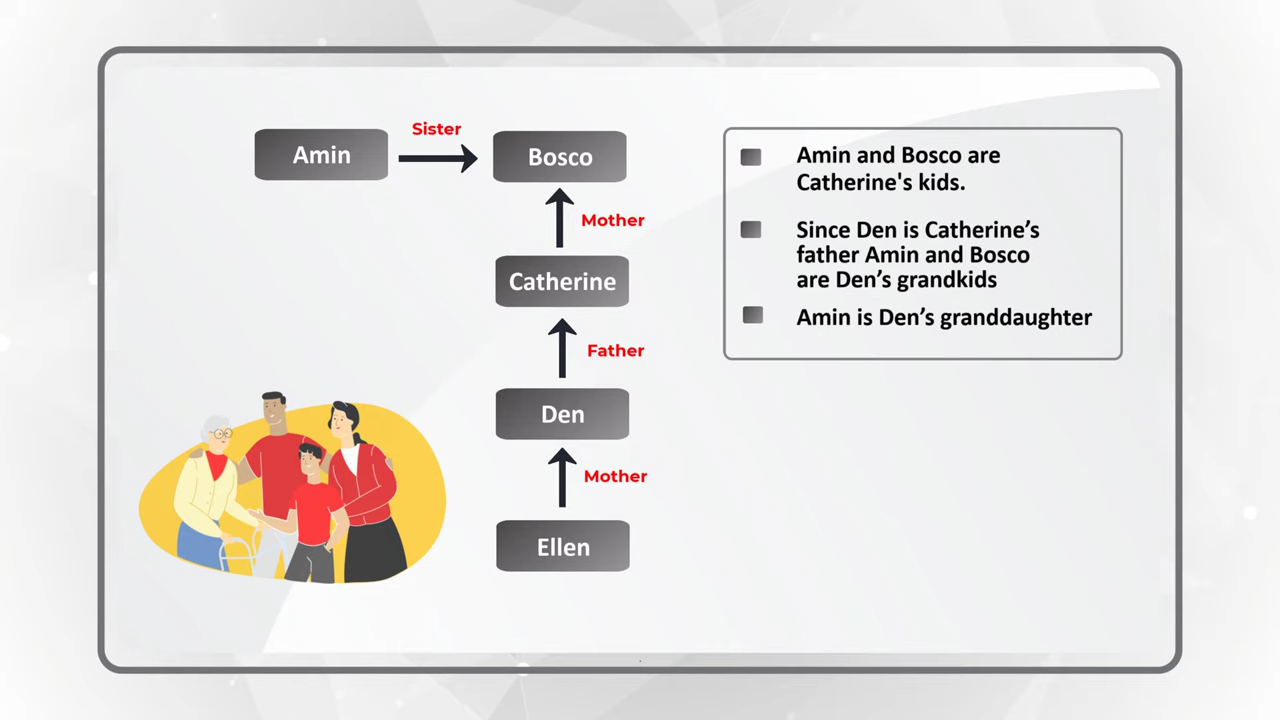 Sister
Amin
Bosco
Mother
Catherine
Father
Den
Mother
Ellen
Amin and Bosco are
Catherine's kids.
Since Den is Catherine’s
father Amin and Bosco
are Den’s grandkids
Amin is Den’s granddaughter